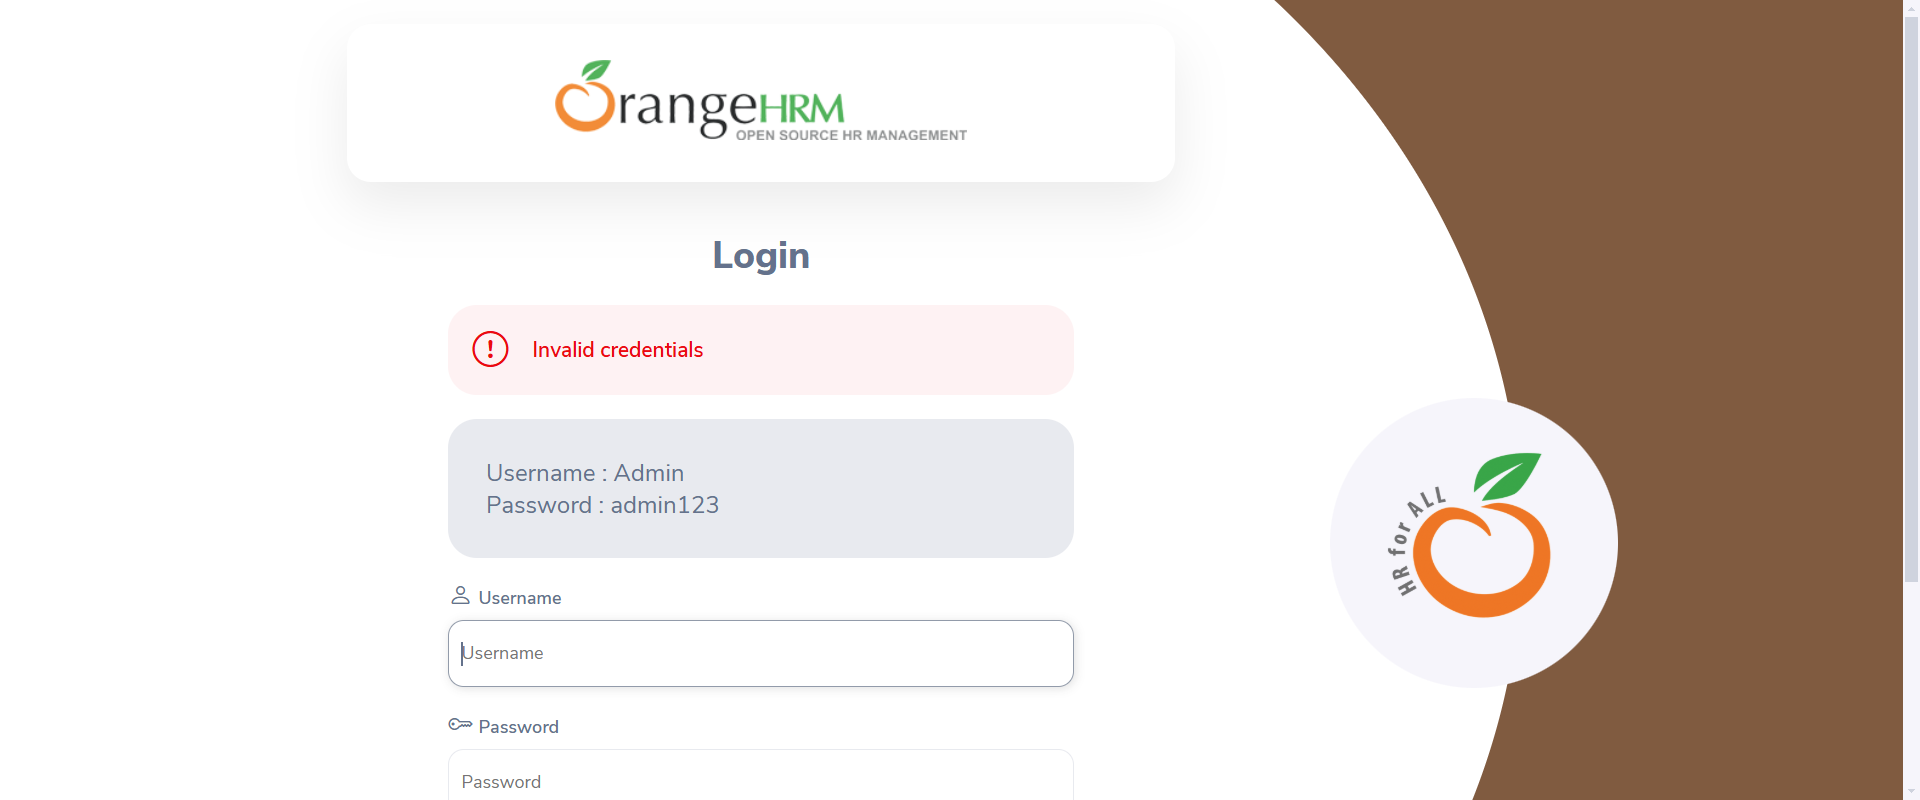 OrangeHRM
OPEN SOURCE HR MANAGEMENT
Login
Invalid credentials
Username : Admin
Password : admin123
Username
Username
Password
Password
HR for ALL